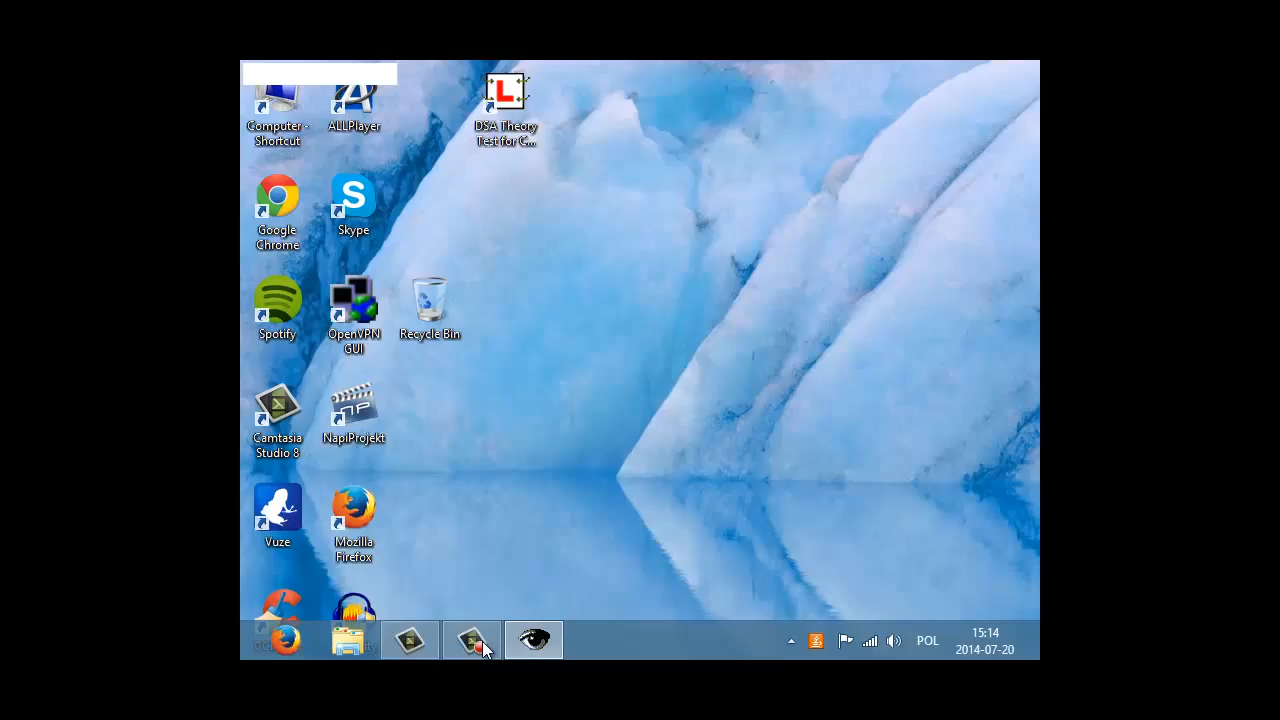 Computer -
Shortcut
ALLPlayer
L
DSA Theory
Test for C...
Google
Chrome
S
Skype
Spotify
OpenVPN
GUI
Recycle Bin
Camtasia
Studio 8
NP
NapiProjekt
Vuze
Mozilla
Firefox
POL
15:14
2014-07-20